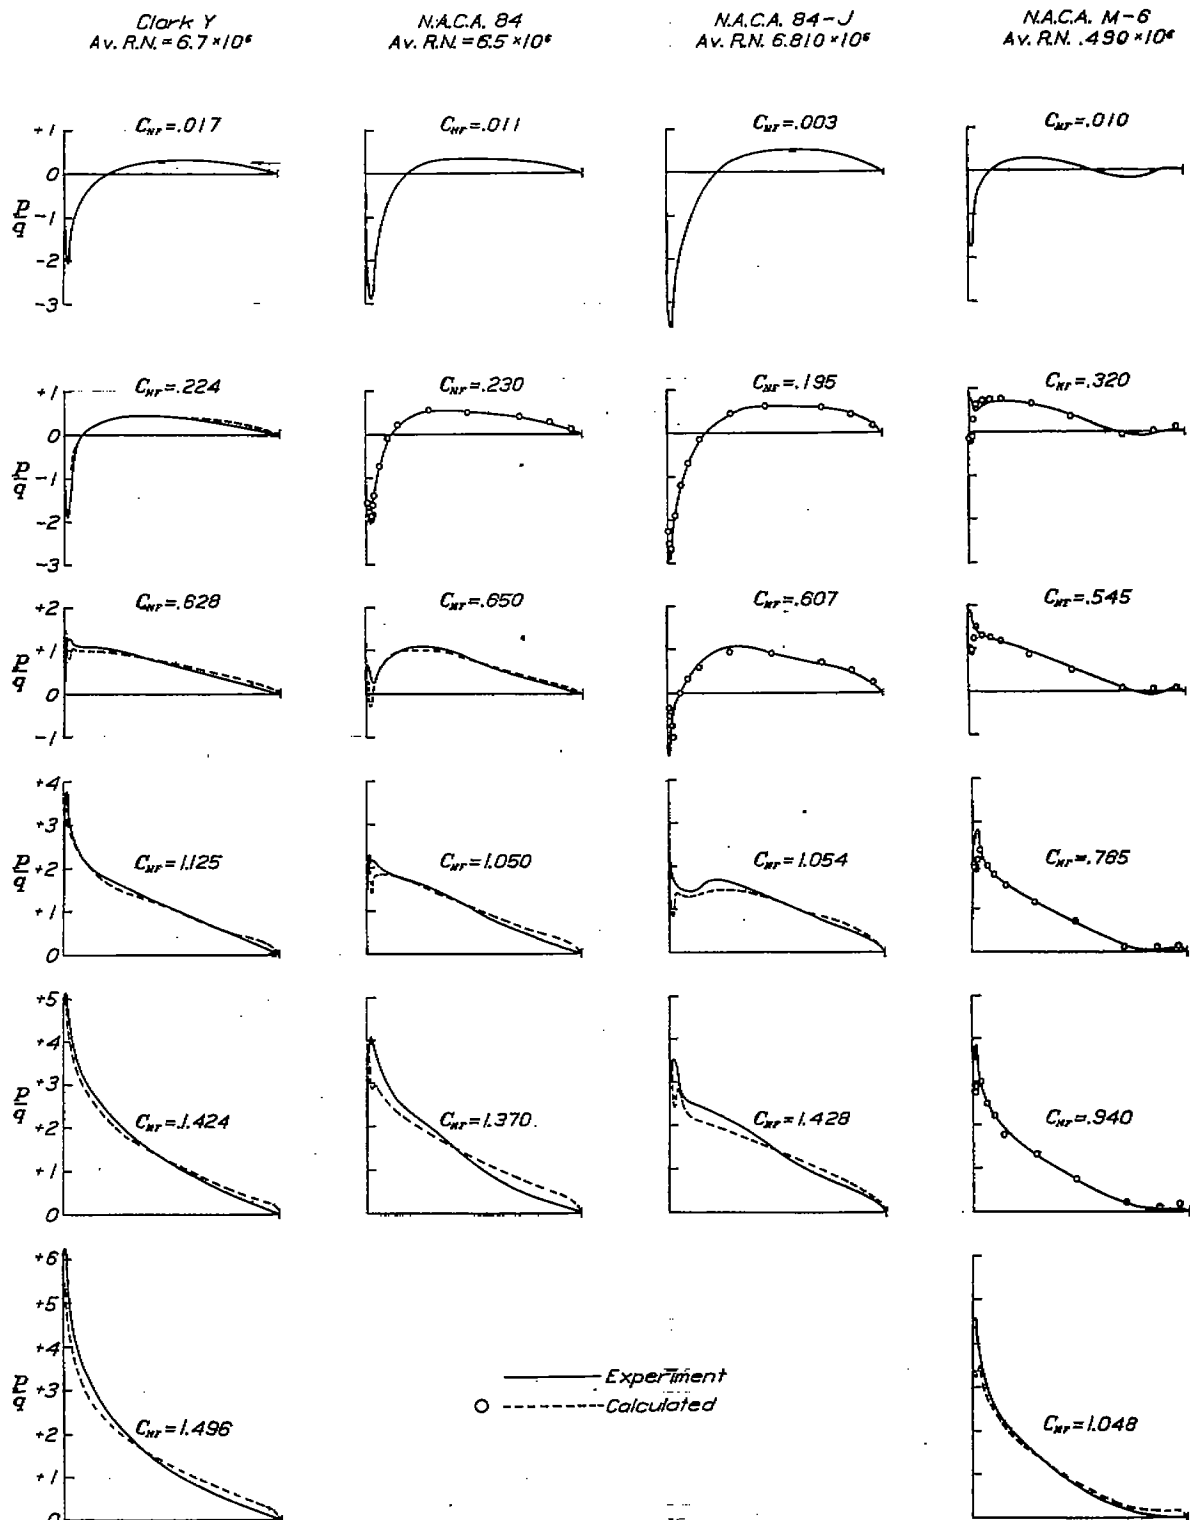 Clark Y
Av. R.N. = 6.7 × 10⁶
N.A.C.A. 84
Av. R.N. = 6.5 × 10⁶
N.A.C.A. 84-J
Av. R.N. 6.810 × 10⁶
N.A.C.A. M-6
Av. R.N. .490 × 10⁶
C_NF = .017
C_NF = .011
C_NF = .003
C_NF = .010
+1
0
-1
-2
-3
p/q
C_NF = .224
C_NF = .230
C_NF = .195
C_NF = .320
+1
0
-1
-2
-3
p/q
C_NF = .628
C_NF = .650
C_NF = .607
C_NF = .545
+2
+1
0
-1
p/q
C_NF = 1.125
C_NF = 1.050
C_NF = 1.054
C_NF = .785
+4
+3
+2
+1
0
p/q
C_NF = 1.424
C_NF = 1.370
C_NF = 1.428
C_NF = .940
+5
+4
+3
+2
+1
0
p/q
C_NF = 1.496
C_NF = 1.048
+6
+5
+4
+3
+2
+1
0
p/q
Experiment
Calculated